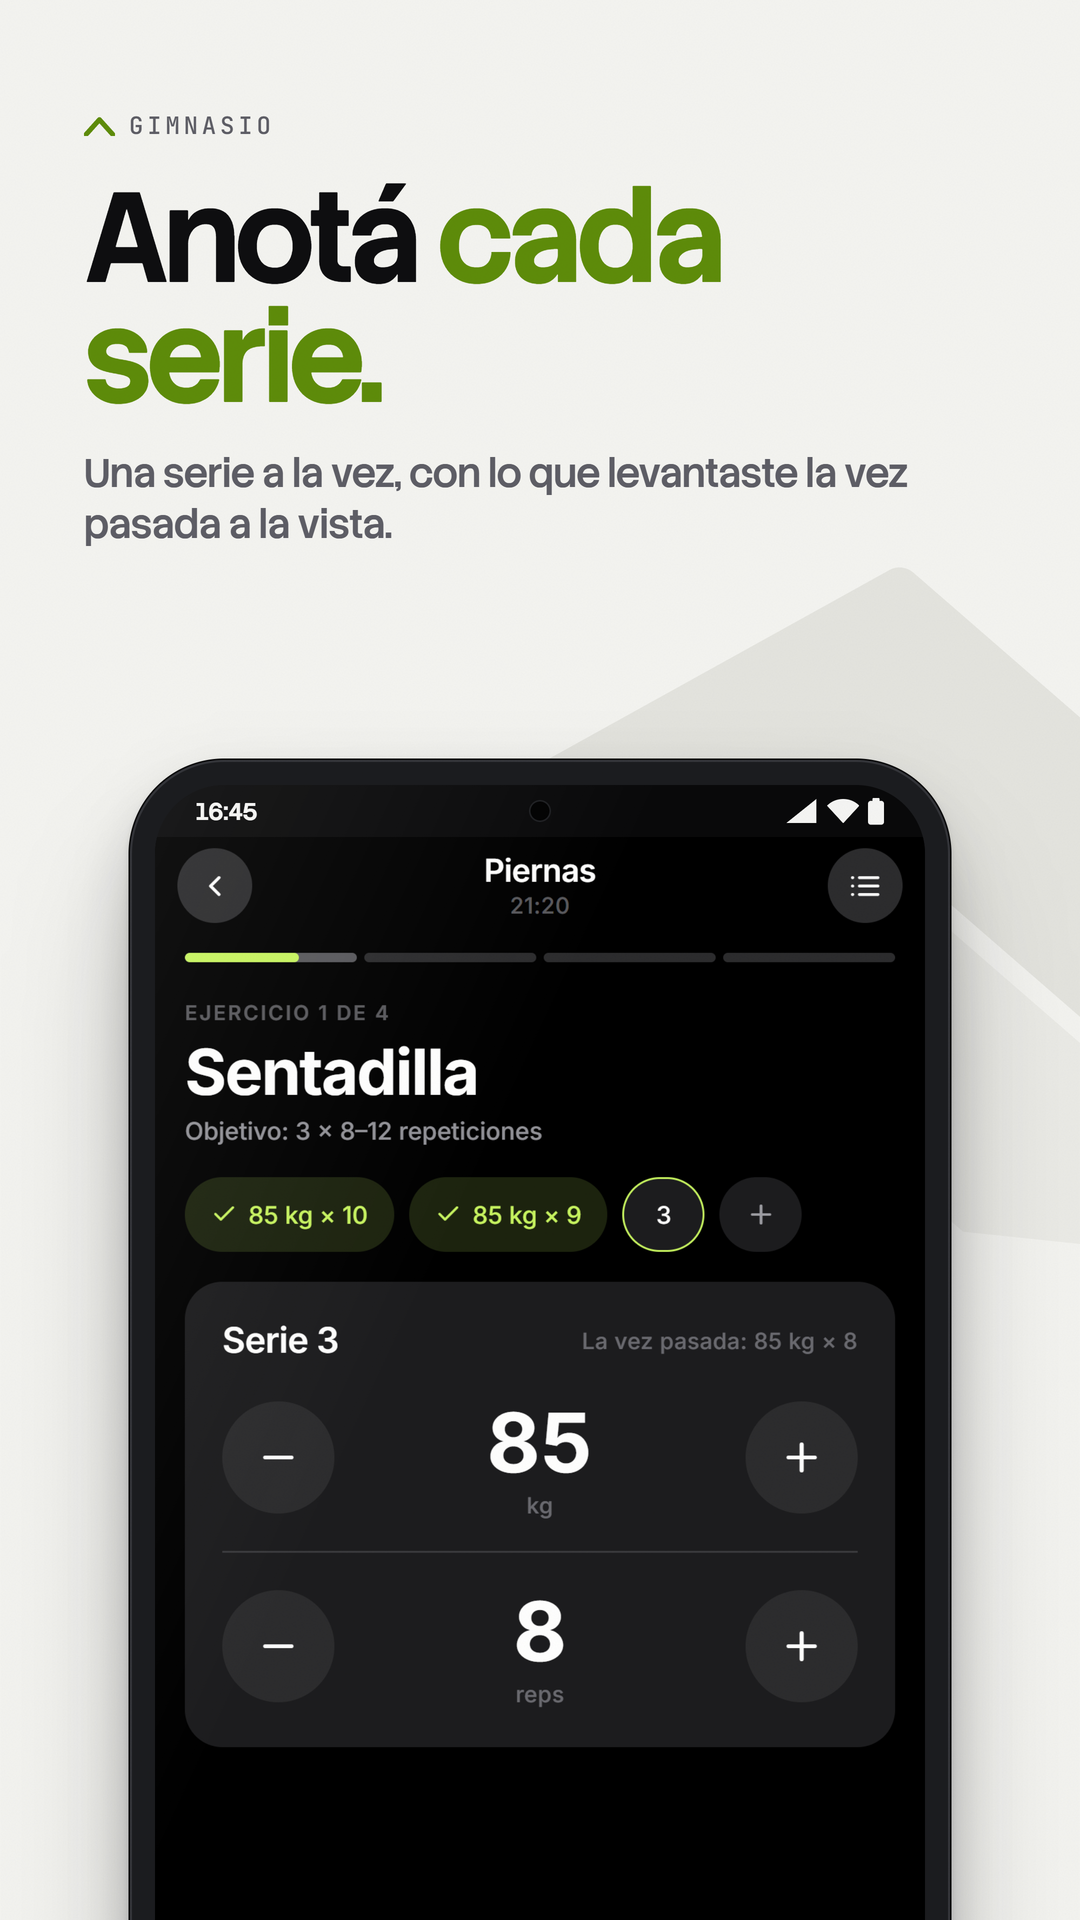 GIMNASIO
Anotá cada
serie.
Una serie a la vez, con lo que levantaste la vez
pasada a la vista.
16:45
Piernas
21:20
EJERCICIO 1 DE 4
Sentadilla
Objetivo: 3 × 8–12 repeticiones
85 kg × 10
85 kg × 9
3
Serie 3
La vez pasada: 85 kg × 8
85
kg
8
reps